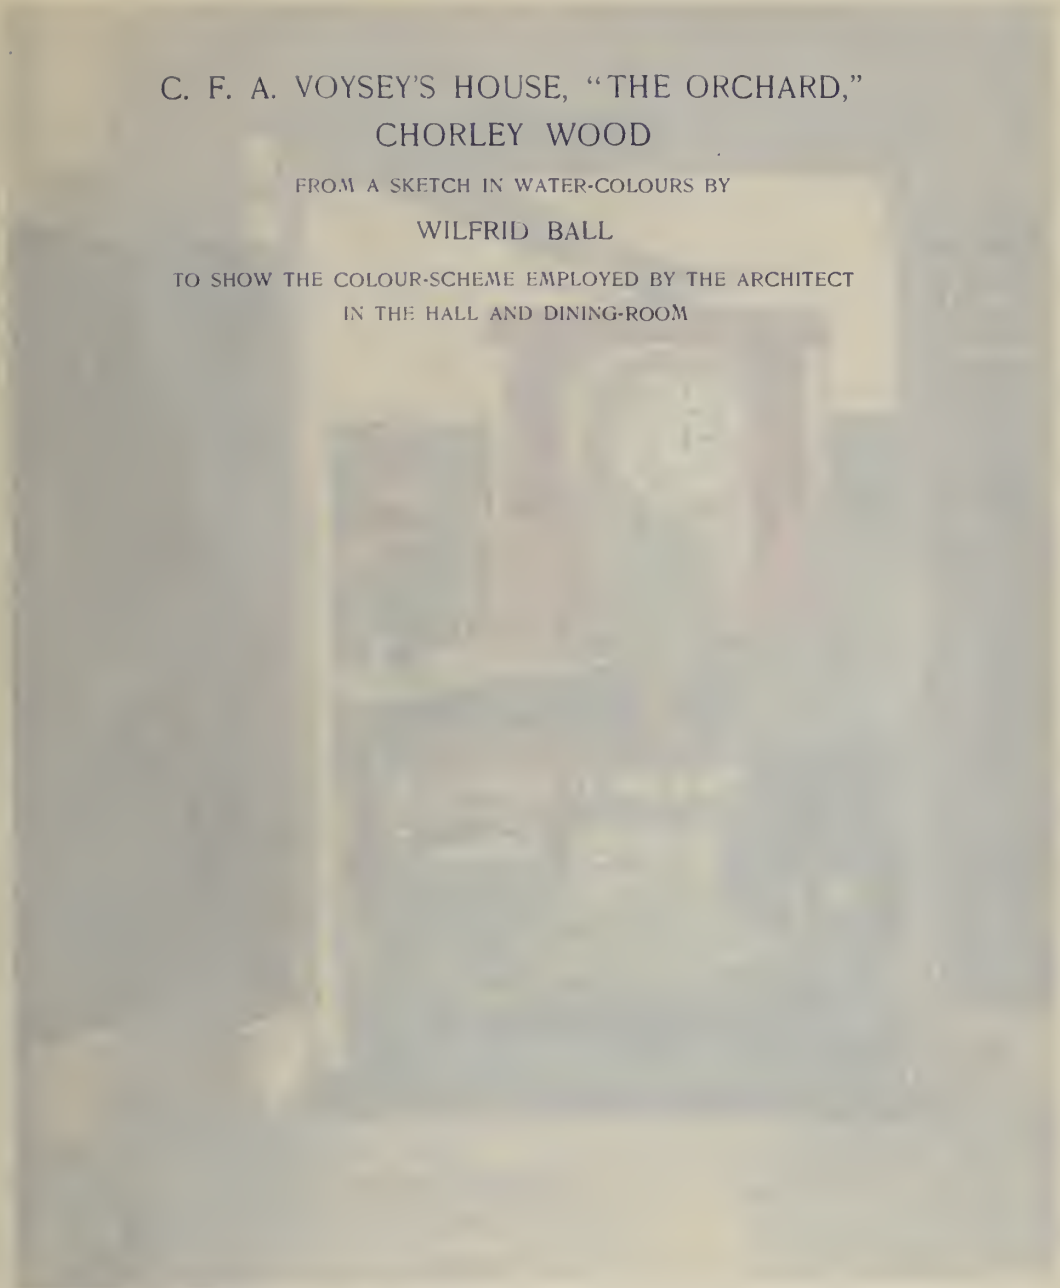 C. F. A. VOYSEY'S HOUSE, “THE ORCHARD,”
CHORLEY WOOD
FROM A SKETCH IN WATER-COLOURS BY
WILFRID BALL
TO SHOW THE COLOUR-SCHEME EMPLOYED BY THE ARCHITECT
IN THE HALL AND DINING-ROOM